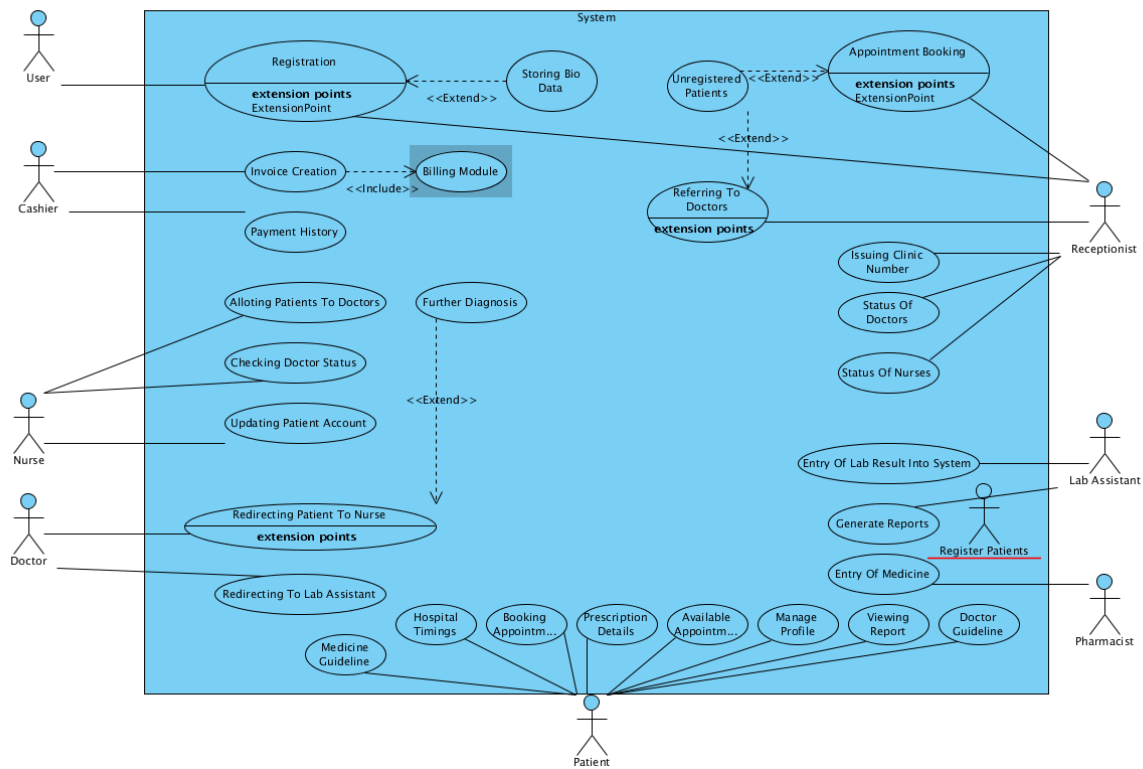 System
User
Registration
extension points
ExtensionPoint
<<Extend>>
Storing Bio
Data
Unregistered
Patients
<<Extend>>
Appointment Booking
extension points
ExtensionPoint
<<Extend>>
Cashier
Invoice Creation
<<Include>>
Billing Module
Payment History
Referring To
Doctors
extension points
Receptionist
Issuing Clinic
Number
Status Of
Doctors
Status Of Nurses
Alloting Patients To Doctors
Further Diagnosis
Checking Doctor Status
<<Extend>>
Updating Patient Account
Nurse
Entry Of Lab Result Into System
Lab Assistant
Generate Reports
Register Patients
Redirecting Patient To Nurse
extension points
Doctor
Redirecting To Lab Assistant
Entry Of Medicine
Pharmacist
Medicine
Guideline
Hospital
Timings
Booking
Appointm...
Prescription
Details
Available
Appointm...
Manage
Profile
Viewing
Report
Doctor
Guideline
Patient